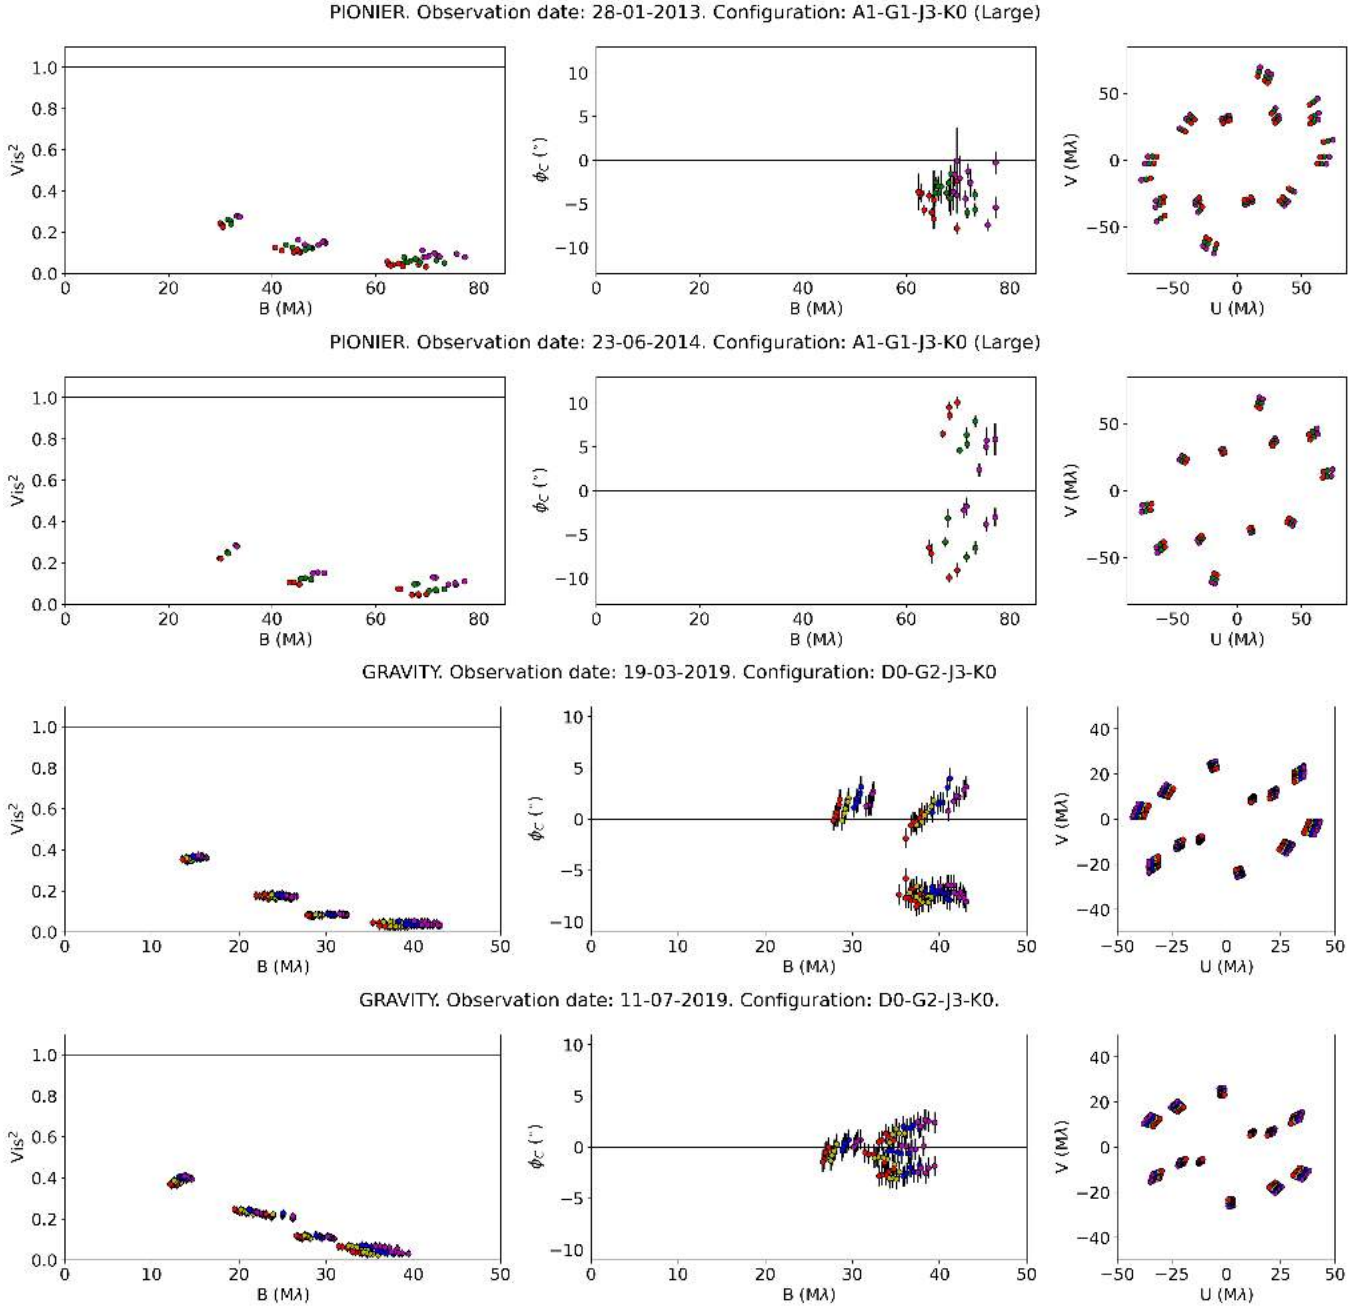 PIONIER. Observation date: 28-01-2013. Configuration: A1-G1-J3-K0 (Large)
1.0
0.8
0.6
0.4
0.2
0.0
Vis²
0 20 40 60 80
B (Mλ)
10
5
0
−5
−10
ϕC (°)
0 20 40 60 80
B (Mλ)
50
0
−50
V (Mλ)
−50 0 50
U (Mλ)
PIONIER. Observation date: 23-06-2014. Configuration: A1-G1-J3-K0 (Large)
1.0
0.8
0.6
0.4
0.2
0.0
Vis²
0 20 40 60 80
B (Mλ)
10
5
0
−5
−10
ϕC (°)
0 20 40 60 80
B (Mλ)
50
0
−50
V (Mλ)
−50 0 50
U (Mλ)
GRAVITY. Observation date: 19-03-2019. Configuration: D0-G2-J3-K0
1.0
0.8
0.6
0.4
0.2
0.0
Vis²
0 10 20 30 40 50
B (Mλ)
10
5
0
−5
−10
ϕC (°)
0 10 20 30 40 50
B (Mλ)
40
20
0
−20
−40
V (Mλ)
−50 −25 0 25 50
U (Mλ)
GRAVITY. Observation date: 11-07-2019. Configuration: D0-G2-J3-K0.
1.0
0.8
0.6
0.4
0.2
0.0
Vis²
0 10 20 30 40 50
B (Mλ)
10
5
0
−5
−10
ϕC (°)
0 10 20 30 40 50
B (Mλ)
40
20
0
−20
−40
V (Mλ)
−50 −25 0 25 50
U (Mλ)